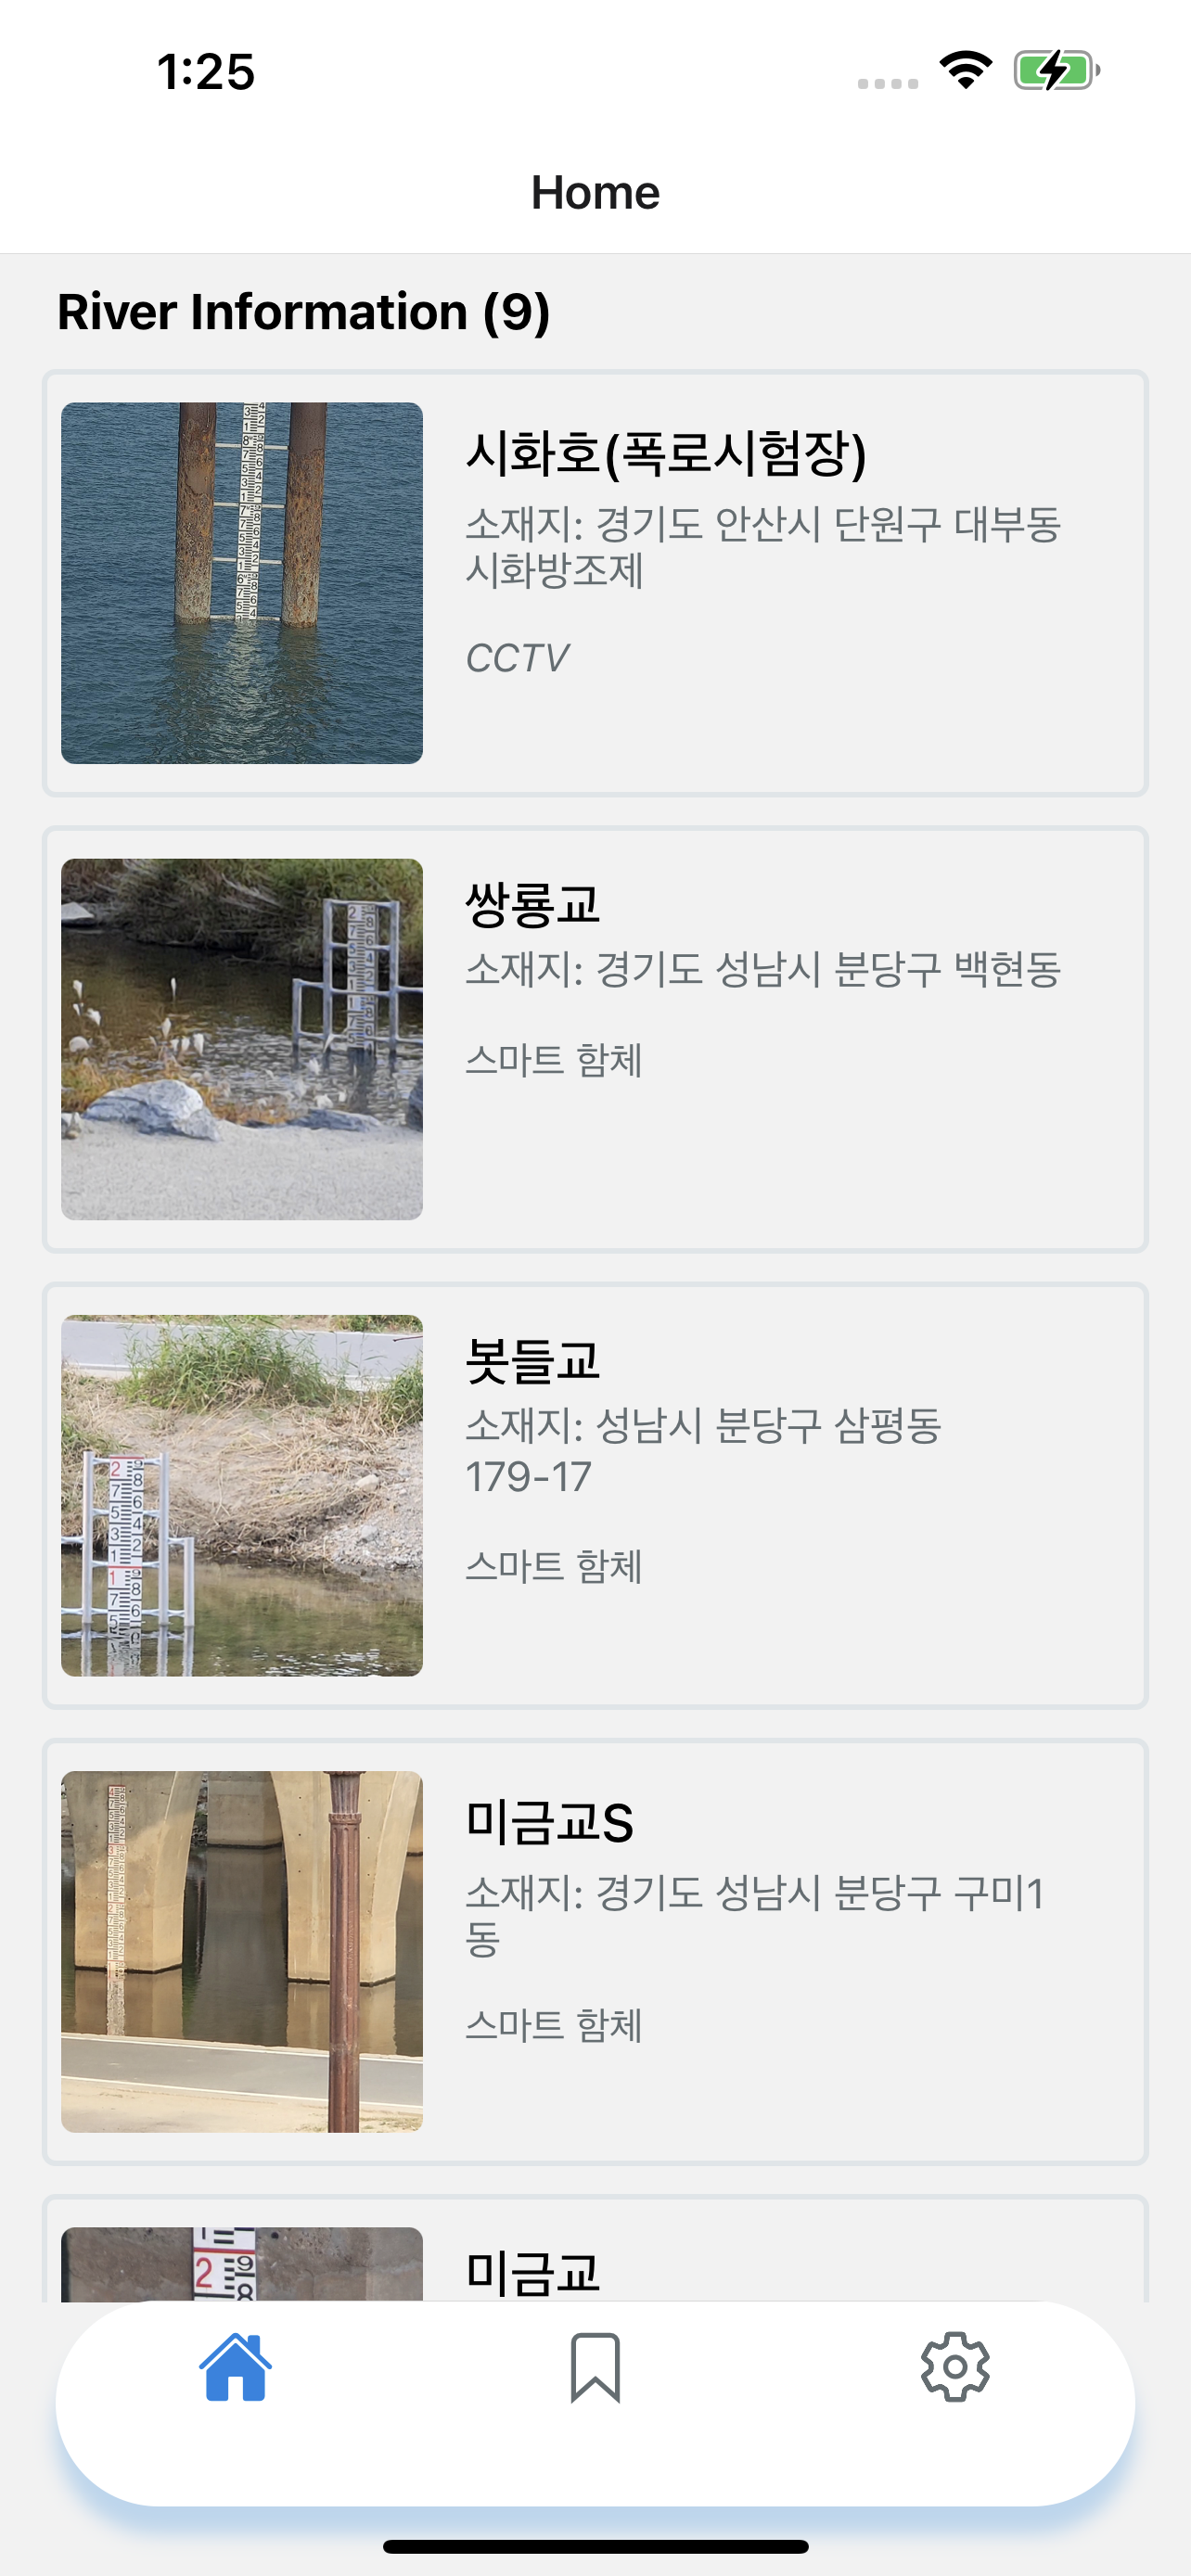 1:25
Home
River Information (9)
시화호(폭로시험장)
소재지: 경기도 안산시 단원구 대부동
시화방조제
CCTV
쌍룡교
소재지: 경기도 성남시 분당구 백현동
스마트 함체
봇들교
소재지: 성남시 분당구 삼평동
179-17
스마트 함체
미금교S
소재지: 경기도 성남시 분당구 구미1
동
스마트 함체
미금교